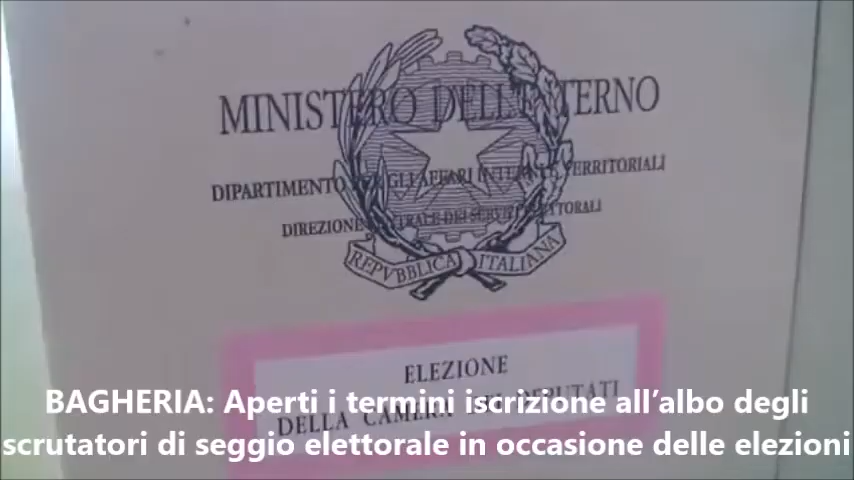 MINISTERO DELL'INTERNO
DIPARTIMENTO PER GLI AFFARI INTERNI E TERRITORIALI
DIREZIONE CENTRALE DEI SERVIZI ELETTORALI
REPVBBLICA ITALIANA
ELEZIONE
DELLA CAMERA DEI DEPUTATI
BAGHERIA: Aperti i termini iscrizione all’albo degli
scrutatori di seggio elettorale in occasione delle elezioni